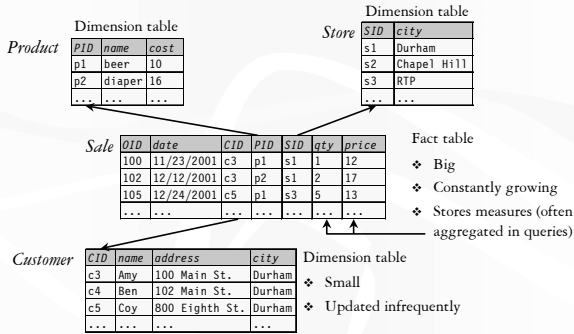 Dimension table
Product
PID name cost
p1 beer 10
p2 diaper 16
... ... ...
Dimension table
Store
SID city
s1 Durham
s2 Chapel Hill
s3 RTP
... ...
Sale
OID date CID PID SID qty price
100 11/23/2001 c3 p1 s1 1 12
102 12/12/2001 c3 p2 s1 2 17
105 12/24/2001 c5 p1 s3 5 13
... ... ... ... ... ... ...
Fact table
❖ Big
❖ Constantly growing
❖ Stores measures (often
aggregated in queries)
Customer
CID name address city
c3 Amy 100 Main St. Durham
c4 Ben 102 Main St. Durham
c5 Coy 800 Eighth St. Durham
... ... ... ...
Dimension table
❖ Small
❖ Updated infrequently